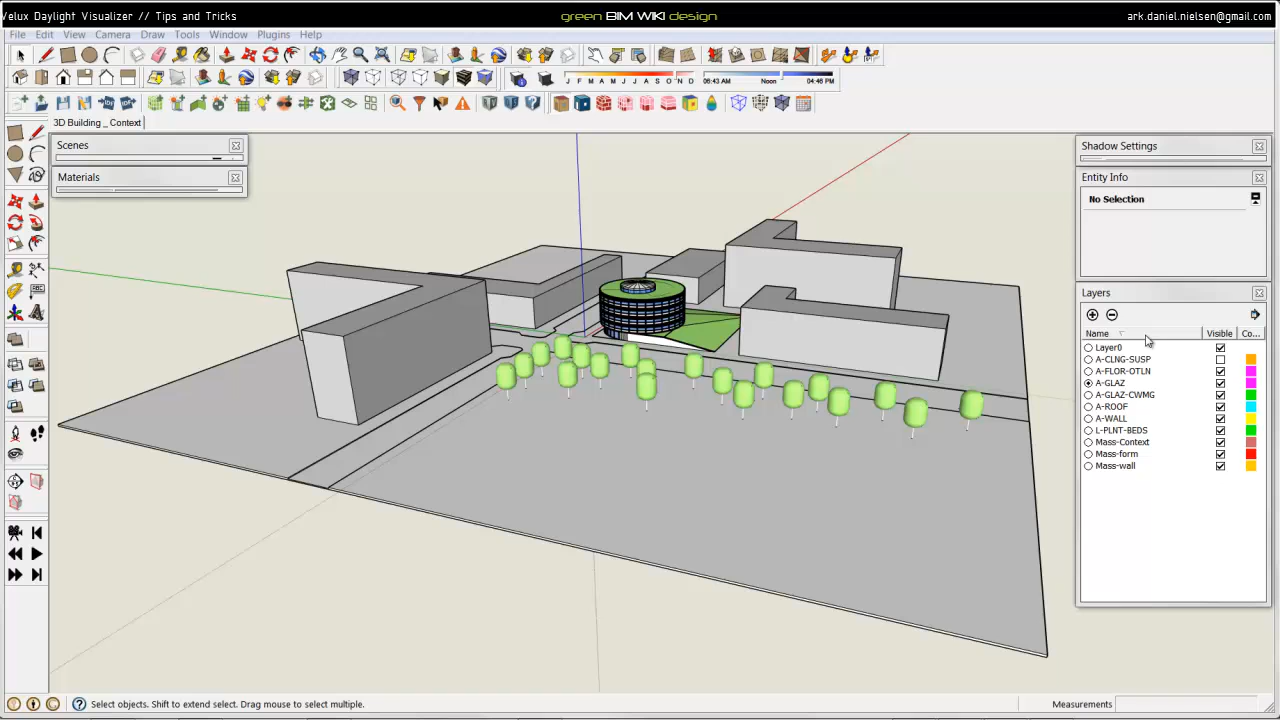 Velux Daylight Visualizer // Tips and Tricks
green BIM WIKI design
ark.daniel.nielsen@gmail.com
File Edit View Camera Draw Tools Window Plugins Help
J F M A M J J A S O N D
06:43 AM Noon 04:46 PM
3D Building _ Context
Scenes
Materials
Shadow Settings
Entity Info
No Selection
Layers
Name Visible Co...
Layer0
A-CLNG-SUSP
A-FLOR-OTLN
A-GLAZ
A-GLAZ-CWMG
A-ROOF
A-WALL
L-PLNT-BEDS
Mass-Context
Mass-form
Mass-wall
Select objects. Shift to extend select. Drag mouse to select multiple.
Measurements